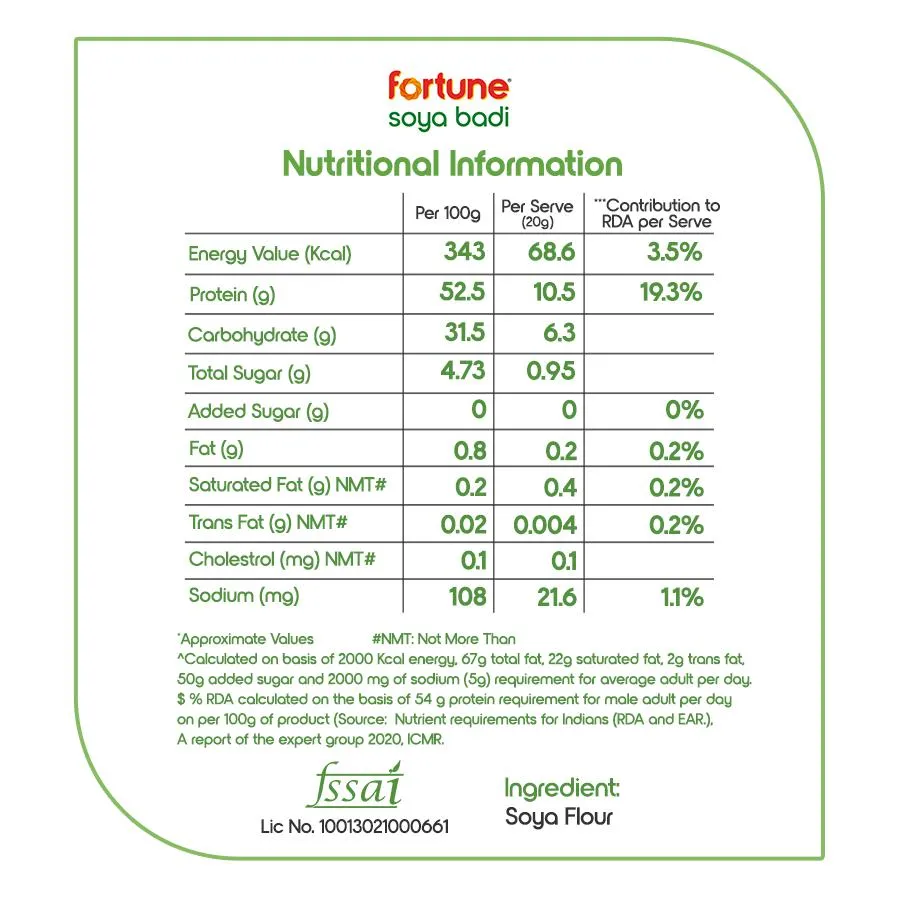 fortune
soya badi
Nutritional Information
Per 100g Per Serve (20g) ***Contribution to RDA per Serve
Energy Value (Kcal) 343 68.6 3.5%
Protein (g) 52.5 10.5 19.3%
Carbohydrate (g) 31.5 6.3
Total Sugar (g) 4.73 0.95
Added Sugar (g) 0 0 0%
Fat (g) 0.8 0.2 0.2%
Saturated Fat (g) NMT# 0.2 0.4 0.2%
Trans Fat (g) NMT# 0.02 0.004 0.2%
Cholestrol (mg) NMT# 0.1 0.1
Sodium (mg) 108 21.6 1.1%
*Approximate Values #NMT: Not More Than
^Calculated on basis of 2000 Kcal energy, 67g total fat, 22g saturated fat, 2g trans fat,
50g added sugar and 2000 mg of sodium (5g) requirement for average adult per day.
$ % RDA calculated on the basis of 54 g protein requirement for male adult per day
on per 100g of product (Source: Nutrient requirements for Indians (RDA and EAR.),
A report of the expert group 2020, ICMR.
fssai
Lic No. 10013021000661
Ingredient:
Soya Flour